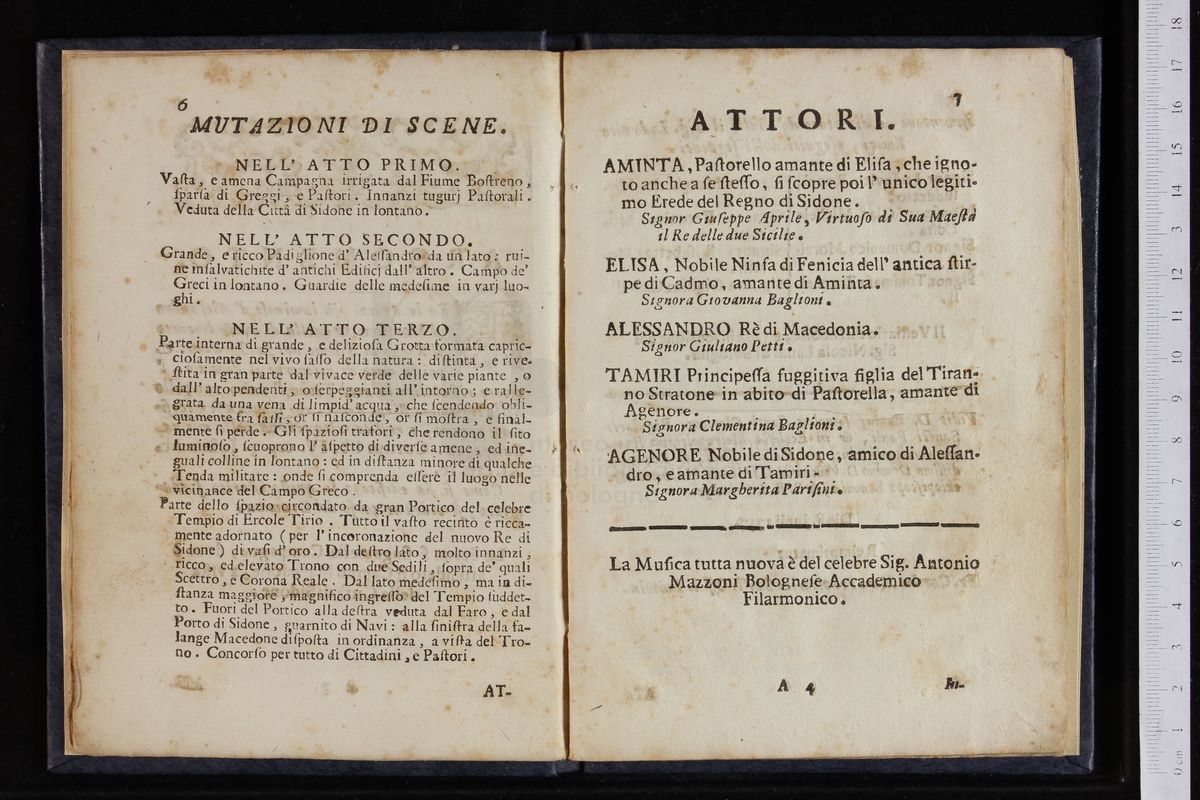 6
MUTAZIONI DI SCENE.
NELL' ATTO PRIMO.
Vaſta, e amena Campagna irrigata dal Fiume Boſtreno,
ſparſa di Greggi, e Paſtori. Innanzi tugurj Paſtorali.
Veduta della Città di Sidone in lontano.
NELL' ATTO SECONDO.
Grande, e ricco Padiglione d' Aleſſandro da un lato: rui-
ne inſalvatichite d' antichi Edificj dall' altro. Campo de'
Greci in lontano. Guardie delle medeſime in varj luo-
ghi.
NELL' ATTO TERZO.
Parte interna di grande, e delizioſa Grotta formata capric-
cioſamente nel vivo ſaſſo della natura: diſtinta, e rive-
ſtita in gran parte dal vivace verde delle varie piante, o
dall' alto pendenti, o ſerpeggianti all' intorno; e ralle-
grata da una vena di limpid' acqua, che ſcendendo obli-
quamente fra ſaſſi, or ſi naſconde, or ſi moſtra, e final-
mente ſi perde. Gli ſpazioſi trafori, che rendono il ſito
luminoſo, ſcuoprono l' aſpetto di diverſe amene, ed ine-
guali colline in lontano: ed in diſtanza minore di qualche
Tenda militare: onde ſi comprenda eſſere il luogo nelle
vicinance del Campo Greco.
Parte dello ſpazio circondato da gran Portico del celebre
Tempio di Ercole Tirio. Tutto il vaſto recinto è ricca-
mente adornato (per l' incoronazione del nuovo Re di
Sidone) di vaſi d' oro. Dal deſtro lato, molto innanzi,
ricco, ed elevato Trono con due Sedili, ſopra de' quali
Scettro, e Corona Reale. Dal lato medeſimo, ma in di-
ſtanza maggiore, magnifico ingreſſo del Tempio ſuddet-
to. Fuori del Portico alla deſtra veduta dal Faro, e dal
Porto di Sidone, guarnito di Navi: alla ſiniſtra della fa-
lange Macedone diſpoſta in ordinanza, a viſta del Tro-
no. Concorſo per tutto di Cittadini, e Paſtori.
AT-
7
ATTORI.
AMINTA, Paſtorello amante di Eliſa, che igno-
to anche a ſe ſteſſo, ſi ſcopre poi l' unico legiti-
mo Erede del Regno di Sidone.
Signor Giuſeppe Aprile, Virtuoſo di Sua Maeſtà
il Re delle due Sicilie.
ELISA, Nobile Ninfa di Fenicia dell' antica ſtir-
pe di Cadmo, amante di Aminta.
Signora Giovanna Baglioni.
ALESSANDRO Rè di Macedonia.
Signor Giuliano Petti.
TAMIRI Principeſſa fuggitiva figlia del Tiran-
no Stratone in abito di Paſtorella, amante di
Agenore.
Signora Clementina Baglioni.
AGENORE Nobile di Sidone, amico di Aleſſan-
dro, e amante di Tamiri-
Signora Margherita Pariſini.
La Muſica tutta nuova è del celebre Sig. Antonio
Mazzoni Bologneſe Accademico
Filarmonico.
A 4
In-